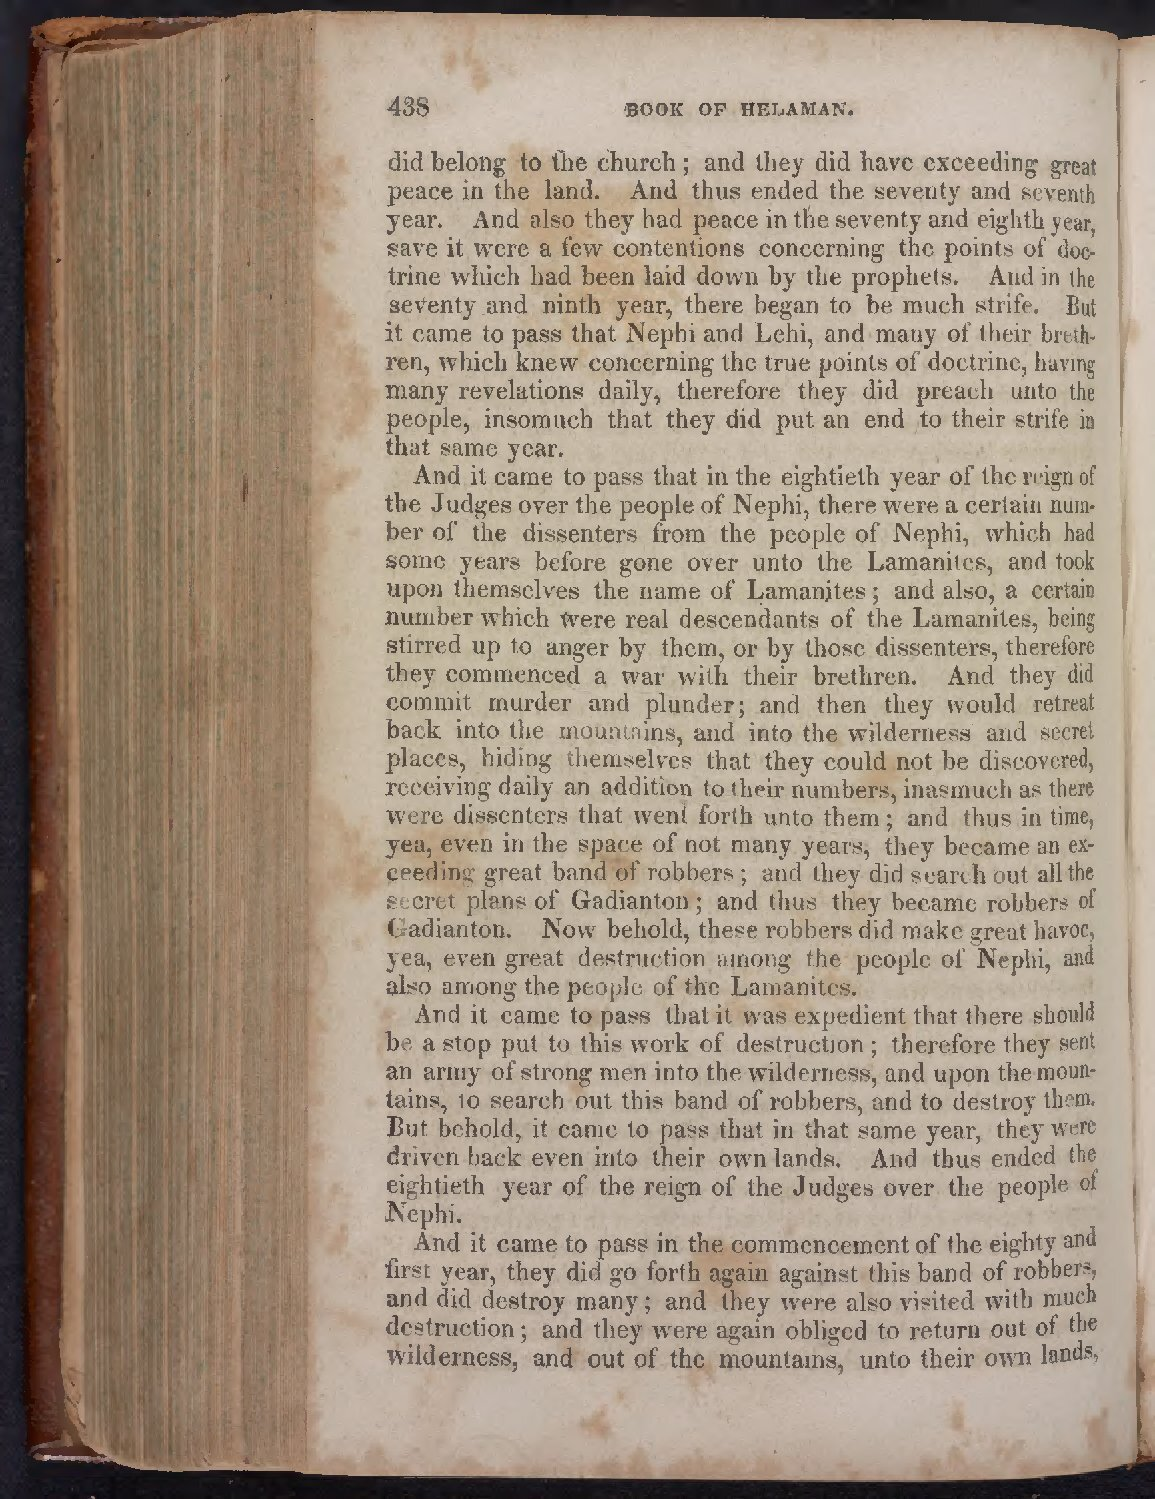 438 BOOK OF HELAMAN.
did belong to the church; and they did have exceeding great
peace in the land. And thus ended the seventy and seventh
year. And also they had peace in the seventy and eighth year,
save it were a few contentions concerning the points of doc-
trine which had been laid down by the prophets. And in the
seventy and ninth year, there began to be much strife. But
it came to pass that Nephi and Lehi, and many of their breth-
ren, which knew concerning the true points of doctrine, having
many revelations daily, therefore they did preach unto the
people, insomuch that they did put an end to their strife in
that same year.
And it came to pass that in the eightieth year of the reign of
the Judges over the people of Nephi, there were a certain num-
ber of the dissenters from the people of Nephi, which had
some years before gone over unto the Lamanites, and took
upon themselves the name of Lamanites; and also, a certain
number which were real descendants of the Lamanites, being
stirred up to anger by them, or by those dissenters, therefore
they commenced a war with their brethren. And they did
commit murder and plunder; and then they would retreat
back into the mountains, and into the wilderness and secret
places, hiding themselves that they could not be discovered,
receiving daily an addition to their numbers, inasmuch as there
were dissenters that went forth unto them; and thus in time,
yea, even in the space of not many years, they became an ex-
ceeding great band of robbers; and they did search out all the
secret plans of Gadianton; and thus they became robbers of
Gadianton. Now behold, these robbers did make great havoc,
yea, even great destruction among the people of Nephi, and
also among the people of the Lamanites.
And it came to pass that it was expedient that there should
be a stop put to this work of destruction; therefore they sent
an army of strong men into the wilderness, and upon the moun-
tains, to search out this band of robbers, and to destroy them.
But behold, it came to pass that in that same year, they were
driven back even into their own lands. And thus ended the
eightieth year of the reign of the Judges over the people of
Nephi.
And it came to pass in the commencement of the eighty and
first year, they did go forth again against this band of robbers,
and did destroy many; and they were also visited with much
destruction; and they were again obliged to return out of the
wilderness, and out of the mountains, unto their own lands,